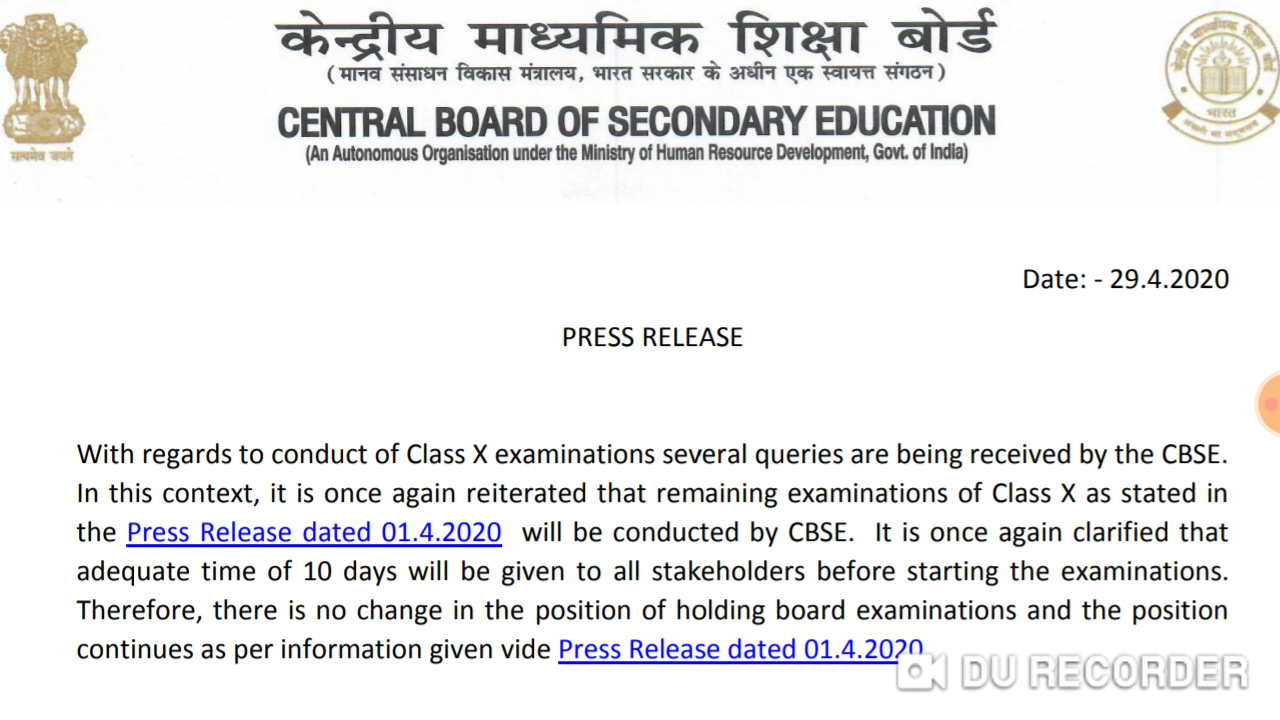 केन्द्रीय माध्यमिक शिक्षा बोर्ड
(मानव संसाधन विकास मंत्रालय, भारत सरकार के अधीन एक स्वायत्त संगठन)
CENTRAL BOARD OF SECONDARY EDUCATION
(An Autonomous Organisation under the Ministry of Human Resource Development, Govt. of India)
सत्यमेव जयते
केन्द्रीय माध्यमिक शिक्षा बोर्ड
भारत
Date: - 29.4.2020
PRESS RELEASE
With regards to conduct of Class X examinations several queries are being received by the CBSE.
In this context, it is once again reiterated that remaining examinations of Class X as stated in
the Press Release dated 01.4.2020 will be conducted by CBSE. It is once again clarified that
adequate time of 10 days will be given to all stakeholders before starting the examinations.
Therefore, there is no change in the position of holding board examinations and the position
continues as per information given vide Press Release dated 01.4.2020
DU RECORDER